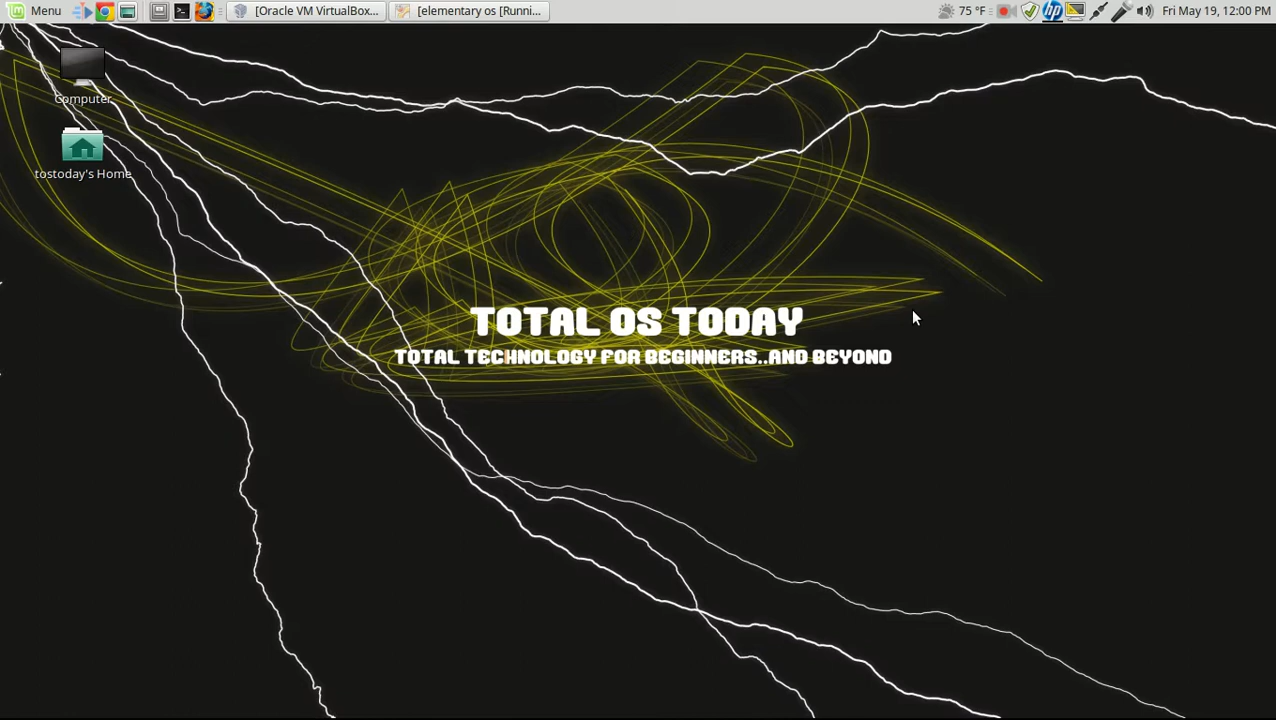 Menu
[Oracle VM VirtualBox...
[elementary os [Runni...
75 °F
hp
Fri May 19, 12:00 PM
Computer
tostoday's Home
TOTAL OS TODAY
TOTAL TECHNOLOGY FOR BEGINNERS..AND BEYOND